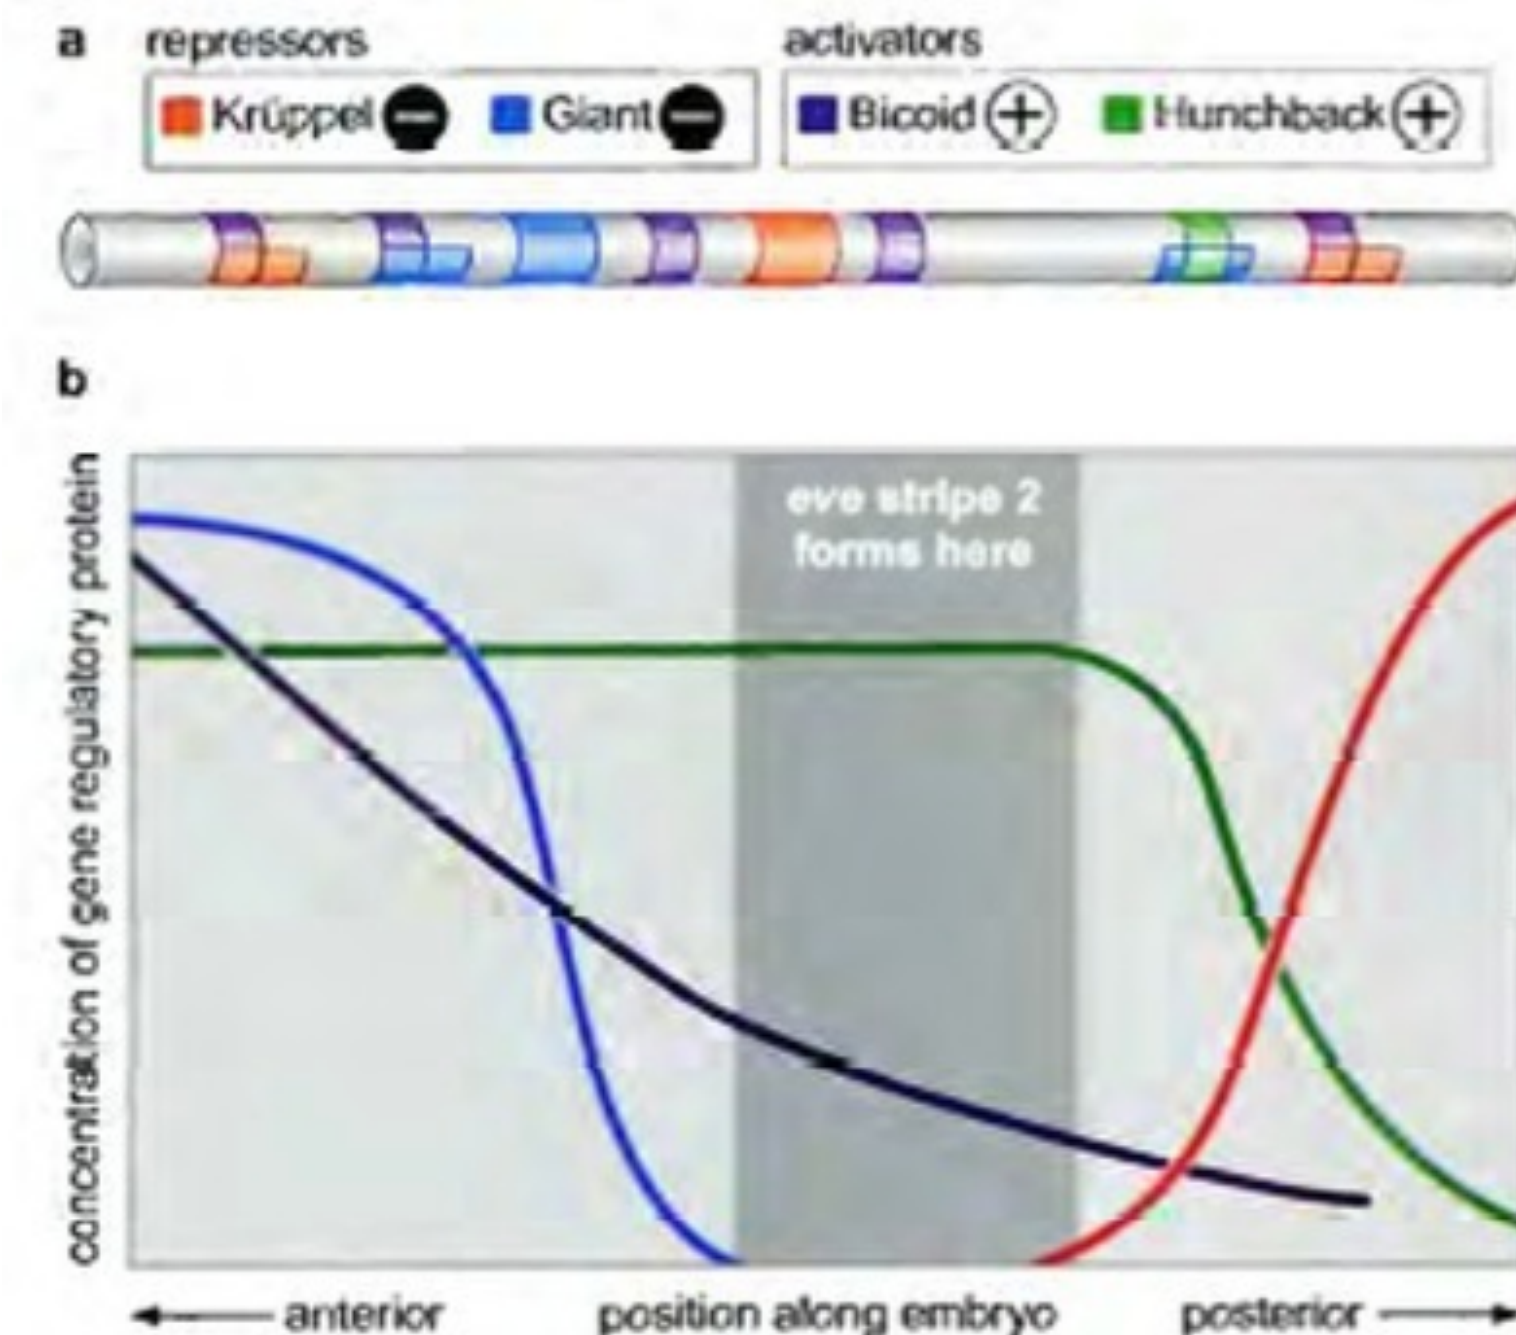 a repressors activators
Krüppel Giant Bicoid + Hunchback +
b
concentration of gene regulatory protein
eve stripe 2
forms here
anterior position along embryo posterior